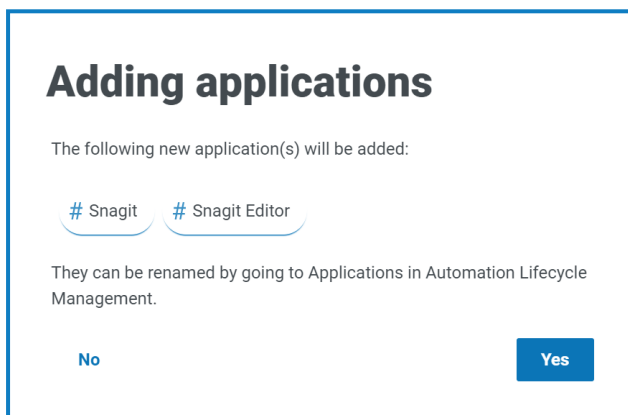 Adding applications
The following new application(s) will be added:
# Snagit # Snagit Editor
They can be renamed by going to Applications in Automation Lifecycle
Management.
No Yes